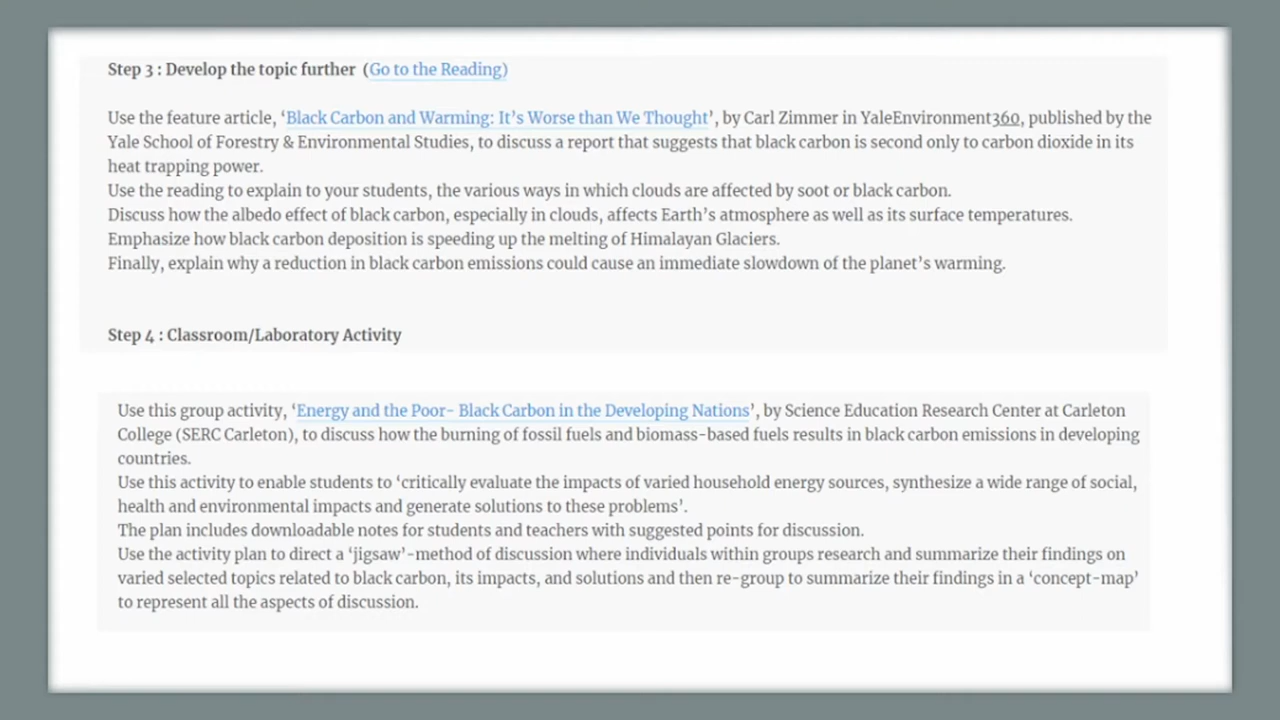 Step 3 : Develop the topic further (Go to the Reading)
Use the feature article, ‘Black Carbon and Warming: It’s Worse than We Thought’, by Carl Zimmer in YaleEnvironment360, published by the
Yale School of Forestry & Environmental Studies, to discuss a report that suggests that black carbon is second only to carbon dioxide in its
heat trapping power.
Use the reading to explain to your students, the various ways in which clouds are affected by soot or black carbon.
Discuss how the albedo effect of black carbon, especially in clouds, affects Earth’s atmosphere as well as its surface temperatures.
Emphasize how black carbon deposition is speeding up the melting of Himalayan Glaciers.
Finally, explain why a reduction in black carbon emissions could cause an immediate slowdown of the planet’s warming.
Step 4 : Classroom/Laboratory Activity
Use this group activity, ‘Energy and the Poor- Black Carbon in the Developing Nations’, by Science Education Research Center at Carleton
College (SERC Carleton), to discuss how the burning of fossil fuels and biomass-based fuels results in black carbon emissions in developing
countries.
Use this activity to enable students to ‘critically evaluate the impacts of varied household energy sources, synthesize a wide range of social,
health and environmental impacts and generate solutions to these problems’.
The plan includes downloadable notes for students and teachers with suggested points for discussion.
Use the activity plan to direct a ‘jigsaw’-method of discussion where individuals within groups research and summarize their findings on
varied selected topics related to black carbon, its impacts, and solutions and then re-group to summarize their findings in a ‘concept-map’
to represent all the aspects of discussion.